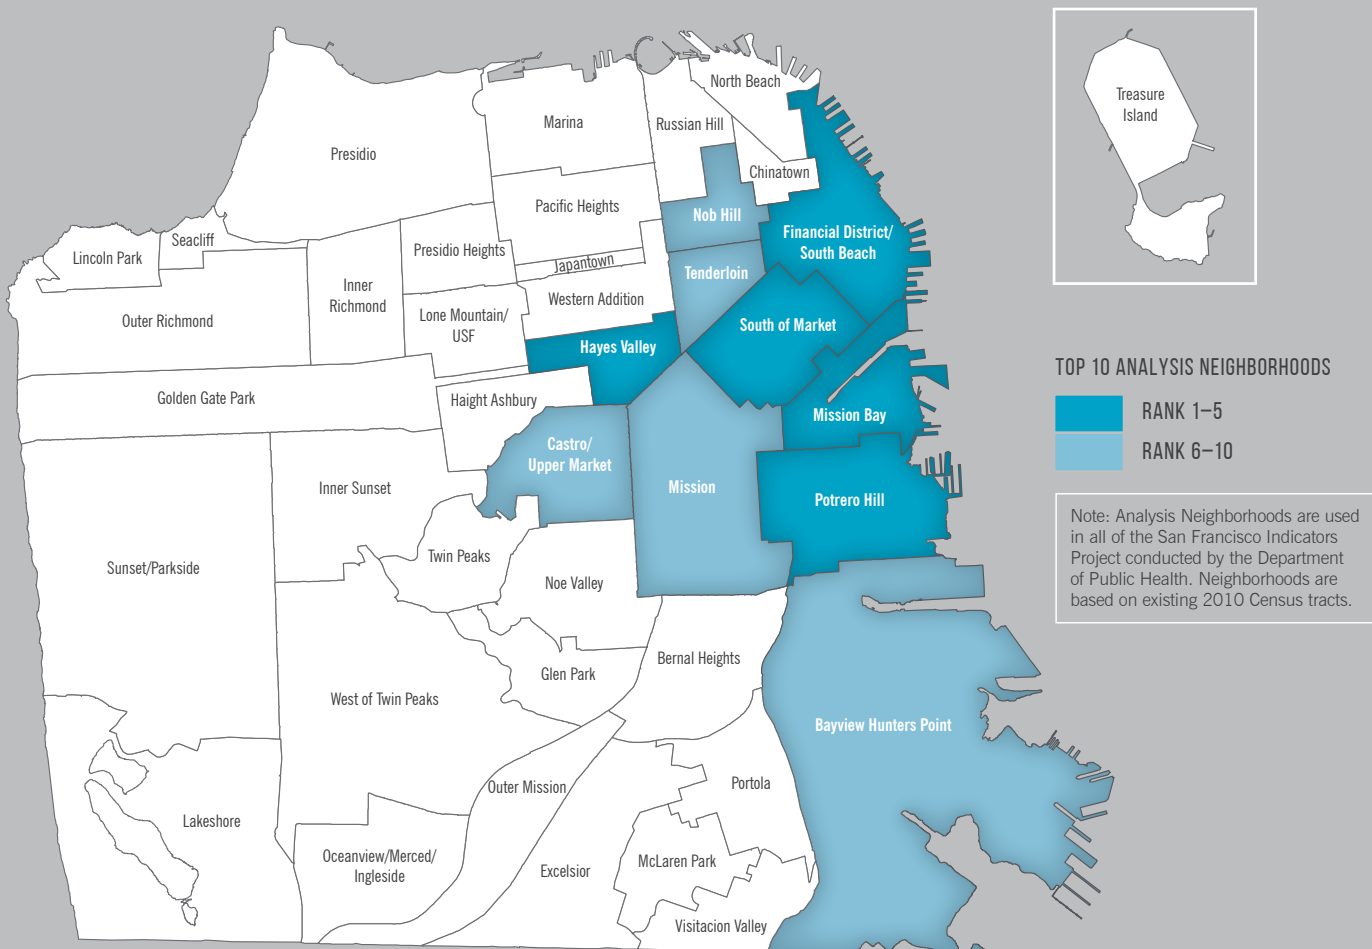 North Beach
Treasure
Island
Marina
Russian Hill
Presidio
Chinatown
Pacific Heights
Nob Hill
Financial District/
South Beach
Seacliff
Lincoln Park
Presidio Heights
Japantown
Tenderloin
Inner
Richmond
Western Addition
Outer Richmond
Lone Mountain/
USF
South of Market
Hayes Valley
TOP 10 ANALYSIS NEIGHBORHOODS
RANK 1–5
RANK 6–10
Golden Gate Park
Haight Ashbury
Mission Bay
Castro/
Upper Market
Inner Sunset
Mission
Potrero Hill
Note: Analysis Neighborhoods are used
in all of the San Francisco Indicators
Project conducted by the Department
of Public Health. Neighborhoods are
based on existing 2010 Census tracts.
Sunset/Parkside
Twin Peaks
Noe Valley
Bernal Heights
Glen Park
West of Twin Peaks
Bayview Hunters Point
Outer Mission
Portola
Lakeshore
Oceanview/Merced/
Ingleside
Excelsior
McLaren Park
Visitacion Valley